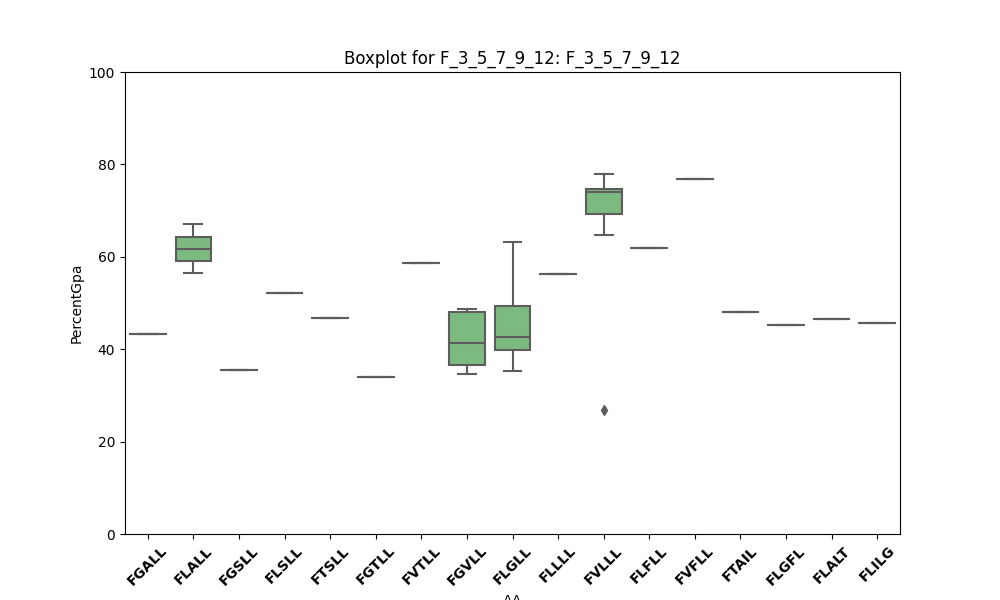 Boxplot for F_3_5_7_9_12: F_3_5_7_9_12
100
80
60
40
20
0
PercentGpa
FGALL FLALL FGSLL FLSLL FTSLL FGTLL FVTLL FGVLL FLGLL FLLLL FVLLL FLFLL FVFLL FTAIL FLGFL FLALT FLILG
AA